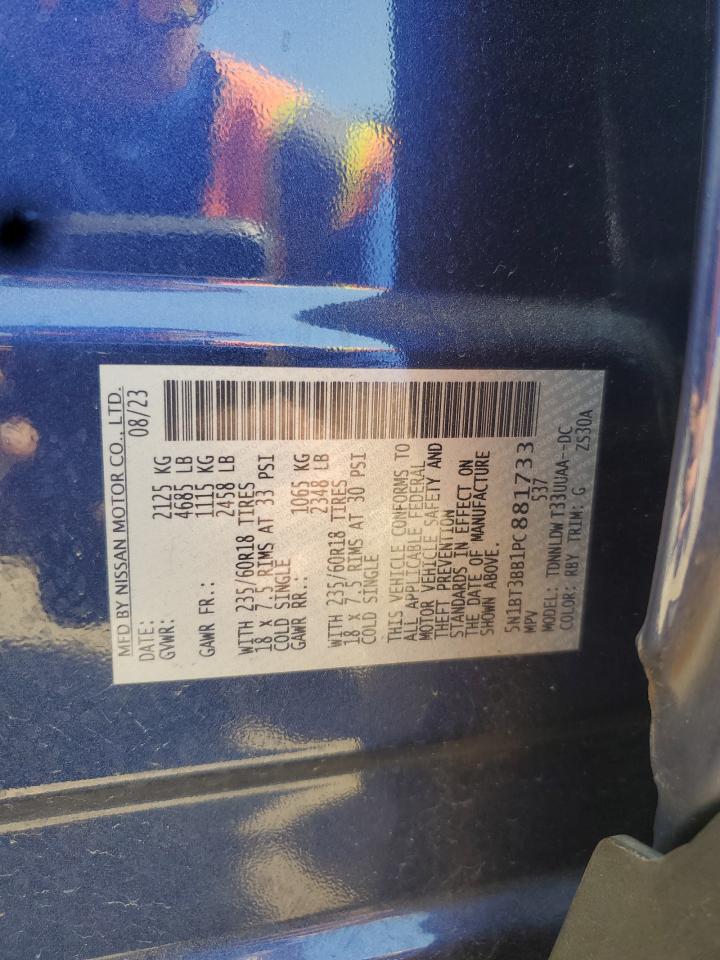 MFD BY NISSAN MOTOR CO., LTD.
DATE: 08/23
GVWR: 2125 KG
4685 LB
GAWR FR.: 1115 KG
2458 LB
WITH 235/60R18 TIRES
18 x 7.5 RIMS AT 33 PSI
COLD SINGLE
GAWR RR.: 1065 KG
2348 LB
WITH 235/60R18 TIRES
18 x 7.5 RIMS AT 30 PSI
COLD SINGLE
THIS VEHICLE CONFORMS TO
ALL APPLICABLE FEDERAL
MOTOR VEHICLE SAFETY AND
THEFT PREVENTION
STANDARDS IN EFFECT ON
THE DATE OF MANUFACTURE
SHOWN ABOVE.
5N1BT3BB1PC881733
MPV 537
MODEL: TDWNLDWT33UUAA--DC
COLOR: RBY TRIM: G ZS30A